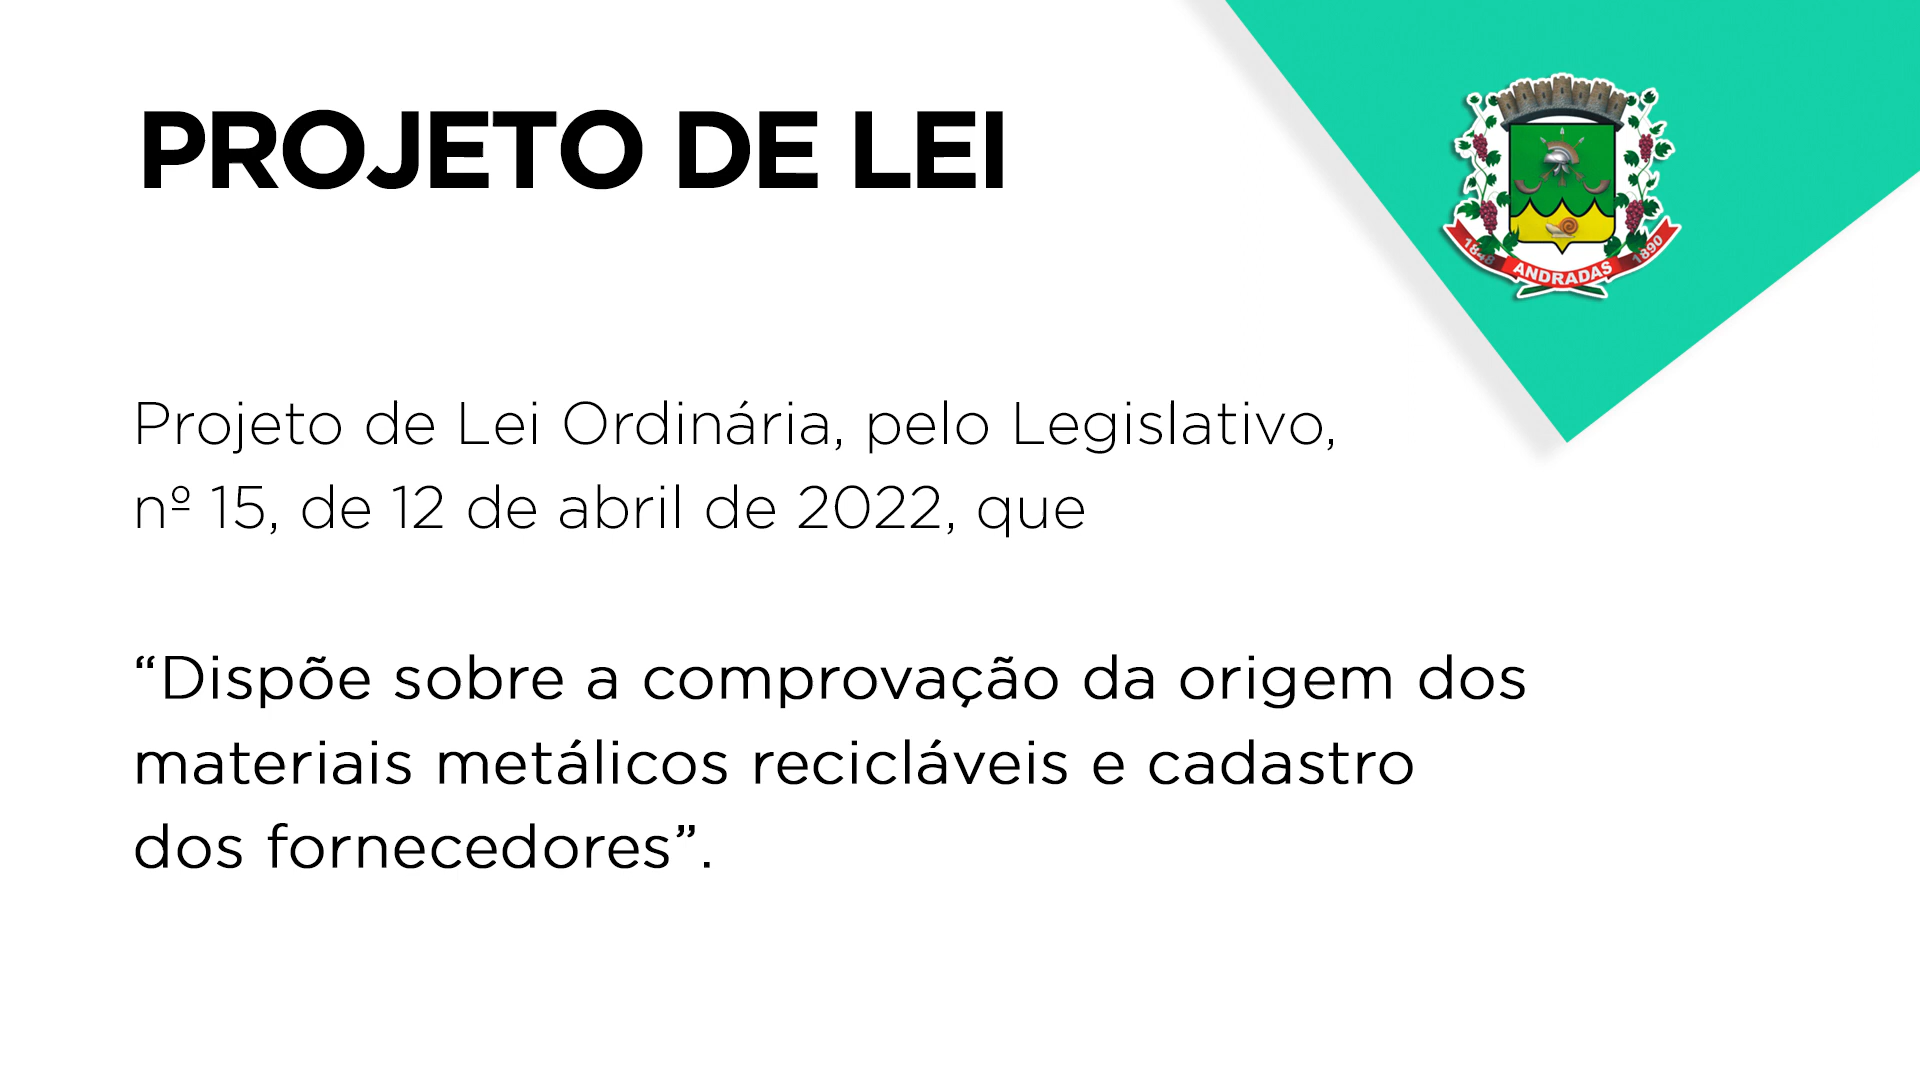 PROJETO DE LEI
1848
ANDRADAS
1890
Projeto de Lei Ordinária, pelo Legislativo,
nº 15, de 12 de abril de 2022, que
“Dispõe sobre a comprovação da origem dos
materiais metálicos recicláveis e cadastro
dos fornecedores”.